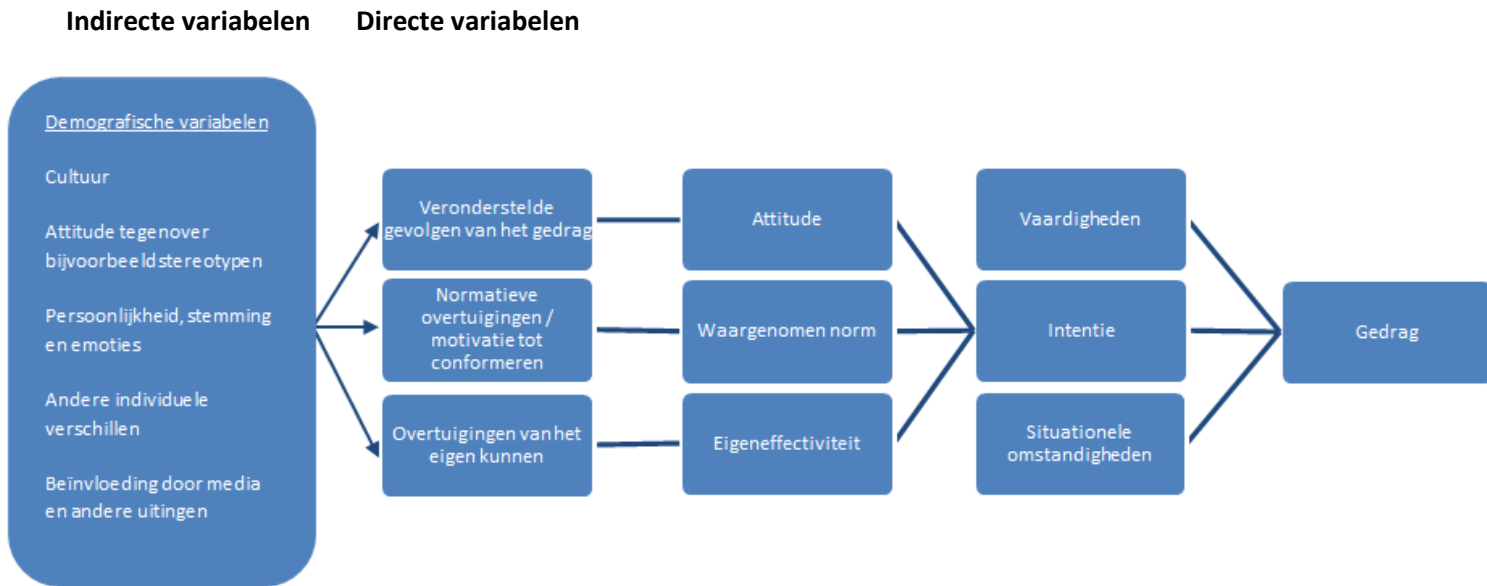 Indirecte variabelen
Directe variabelen
Demografische variabelen
Cultuur
Attitude tegenover
bijvoorbeeld stereotypen
Persoonlijkheid, stemming
en emoties
Andere individuele
verschillen
Beïnvloeding door media
en andere uitingen
Veronderstelde
gevolgen van het gedrag
Normatieve
overtuigingen /
motivatie tot
conformeren
Overtuigingen van het
eigen kunnen
Attitude
Waargenomen norm
Eigeneffectiviteit
Vaardigheden
Intentie
Situationele
omstandigheden
Gedrag